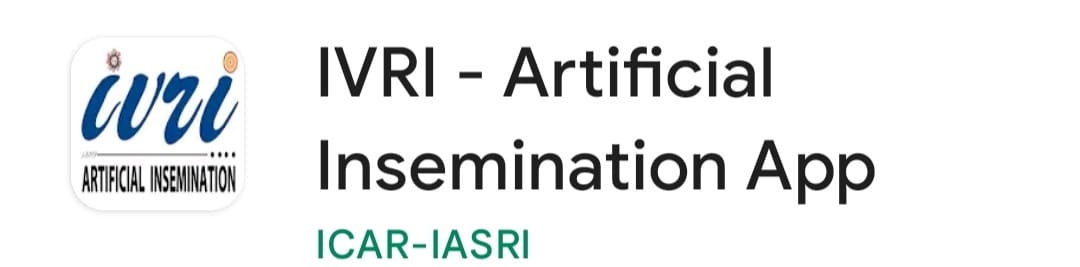 ivri
ARTIFICIAL INSEMINATION
IVRI - Artificial
Insemination App
ICAR-IASRI